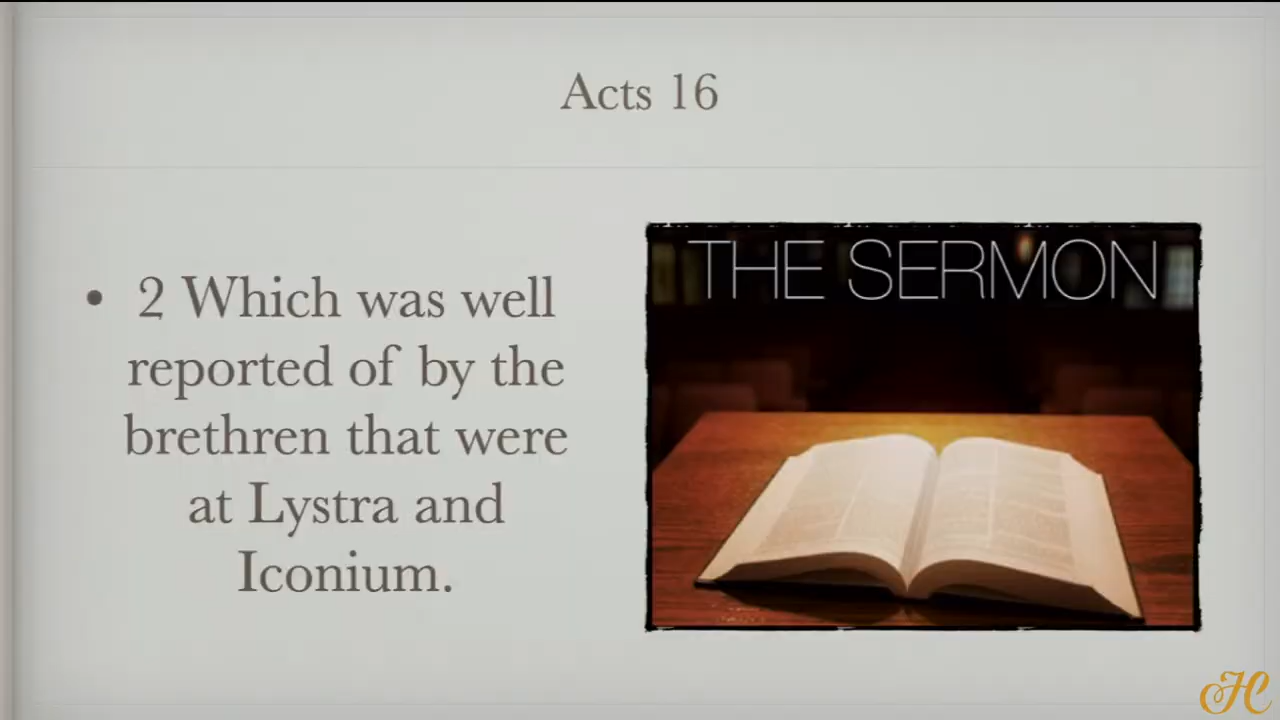 Acts 16
• 2 Which was well
reported of by the
brethren that were
at Lystra and
Iconium.
THE SERMON
HC